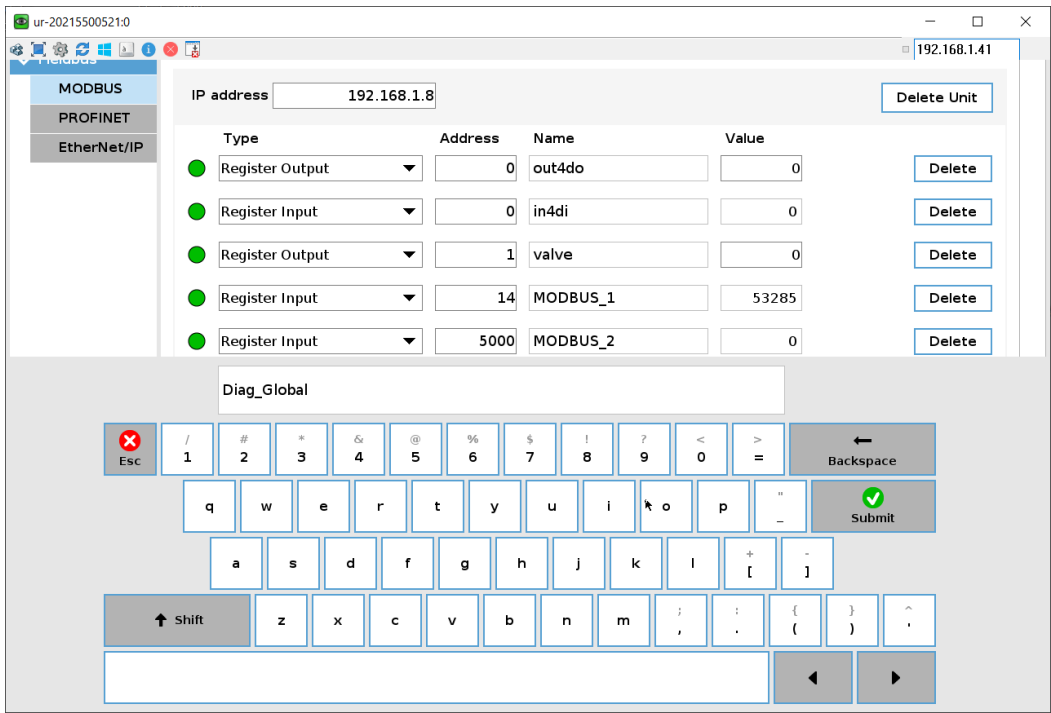 ur-20215500521:0
192.168.1.41
Fieldbus
MODBUS
PROFINET
EtherNet/IP
IP address 192.168.1.8 Delete Unit
Type Address Name Value
Register Output 0 out4do 0 Delete
Register Input 0 in4di 0 Delete
Register Output 1 valve 0 Delete
Register Input 14 MODBUS_1 53285 Delete
Register Input 5000 MODBUS_2 0 Delete
Diag_Global
/ # * & @ % $ ! ? < >
Esc 1 2 3 4 5 6 7 8 9 0 = Backspace
q w e r t y u i o p " _ Submit
a s d f g h j k l + [ - ]
Shift z x c v b n m ; , : . { ( } ) ^ '